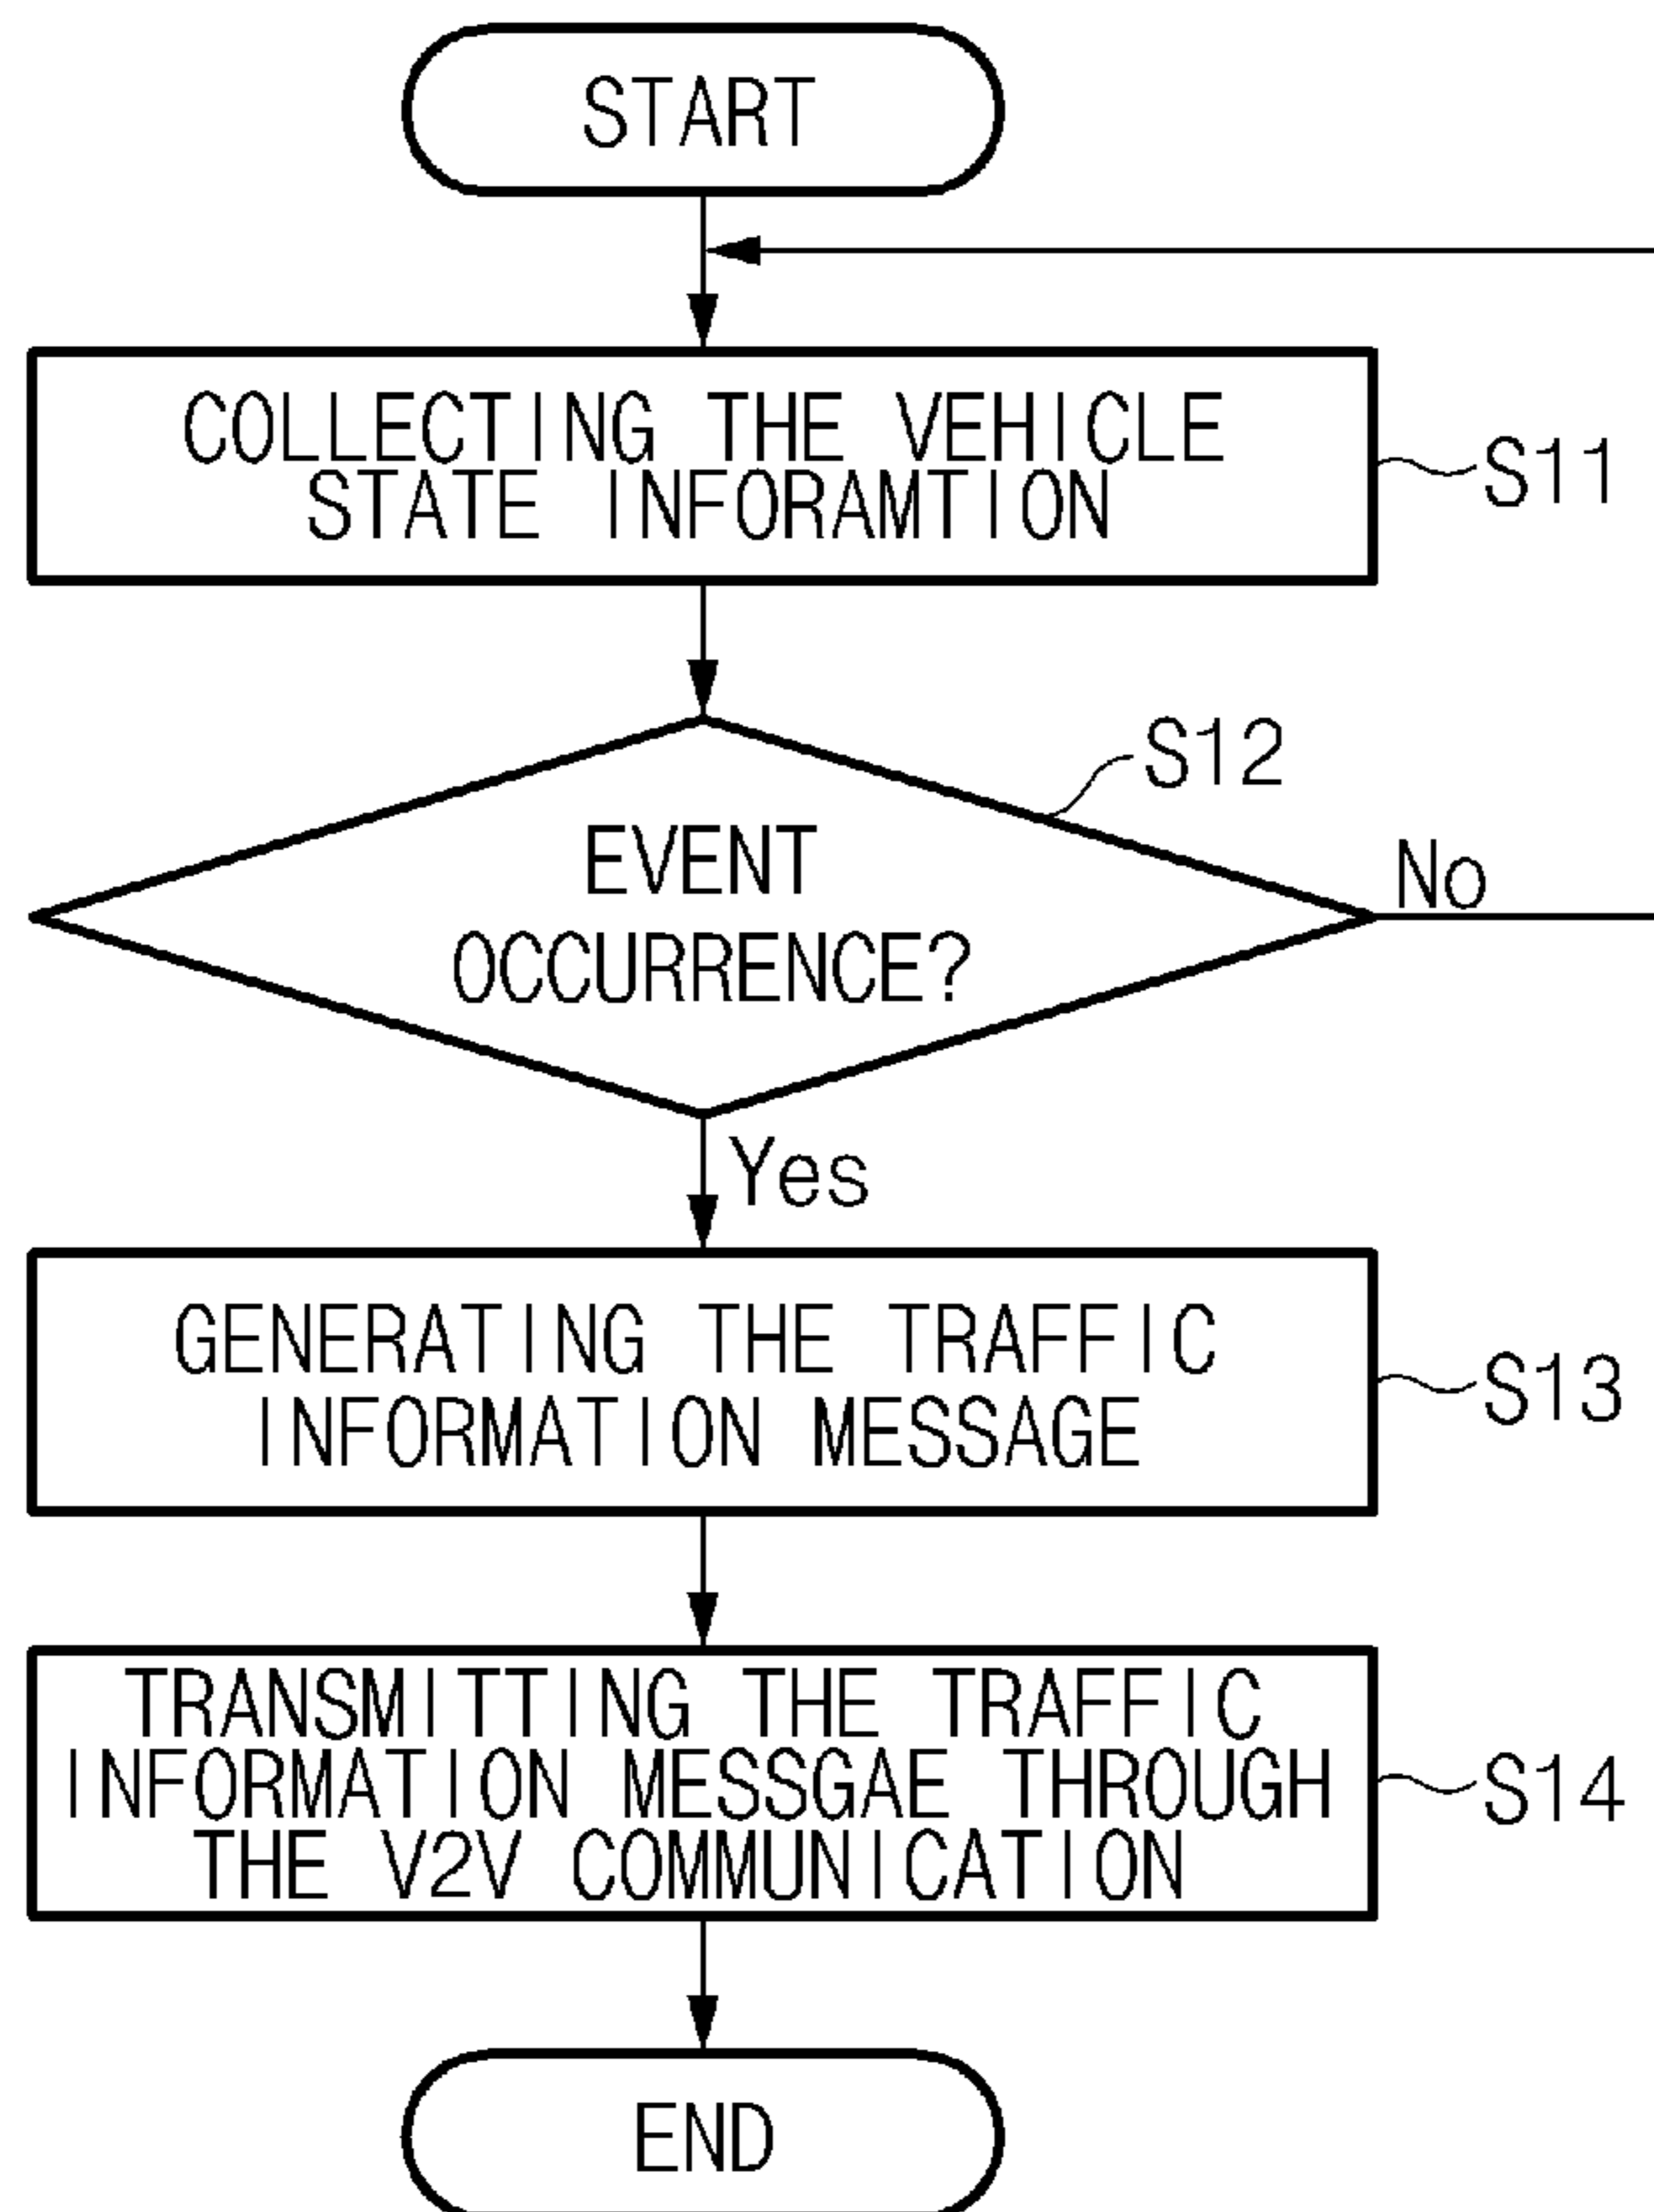 START
COLLECTING THE VEHICLE
STATE INFORAMTION
S11
S12
EVENT
OCCURRENCE?
No
Yes
GENERATING THE TRAFFIC
INFORMATION MESSAGE
S13
TRANSMITTING THE TRAFFIC
INFORMATION MESSGAE THROUGH
THE V2V COMMUNICATION
S14
END